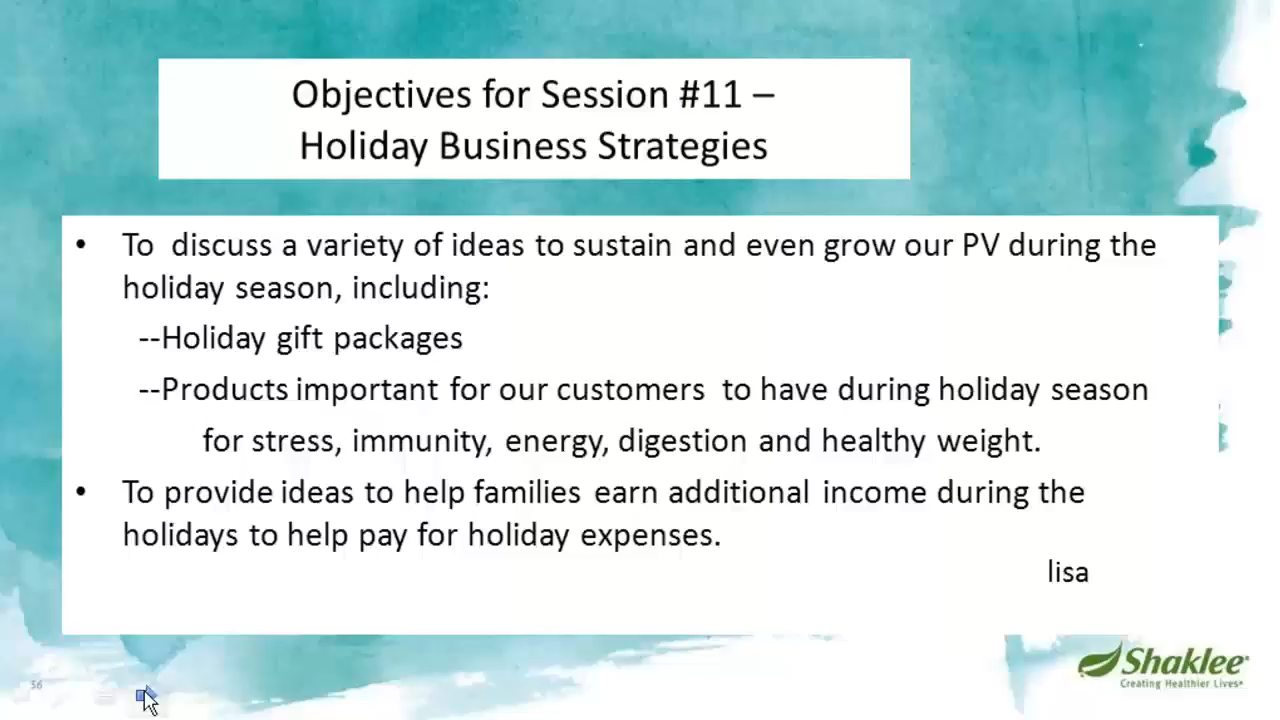 Objectives for Session #11 –
Holiday Business Strategies
• To discuss a variety of ideas to sustain and even grow our PV during the
holiday season, including:
--Holiday gift packages
--Products important for our customers to have during holiday season
for stress, immunity, energy, digestion and healthy weight.
• To provide ideas to help families earn additional income during the
holidays to help pay for holiday expenses.
lisa
56
Shaklee®
Creating Healthier Lives®